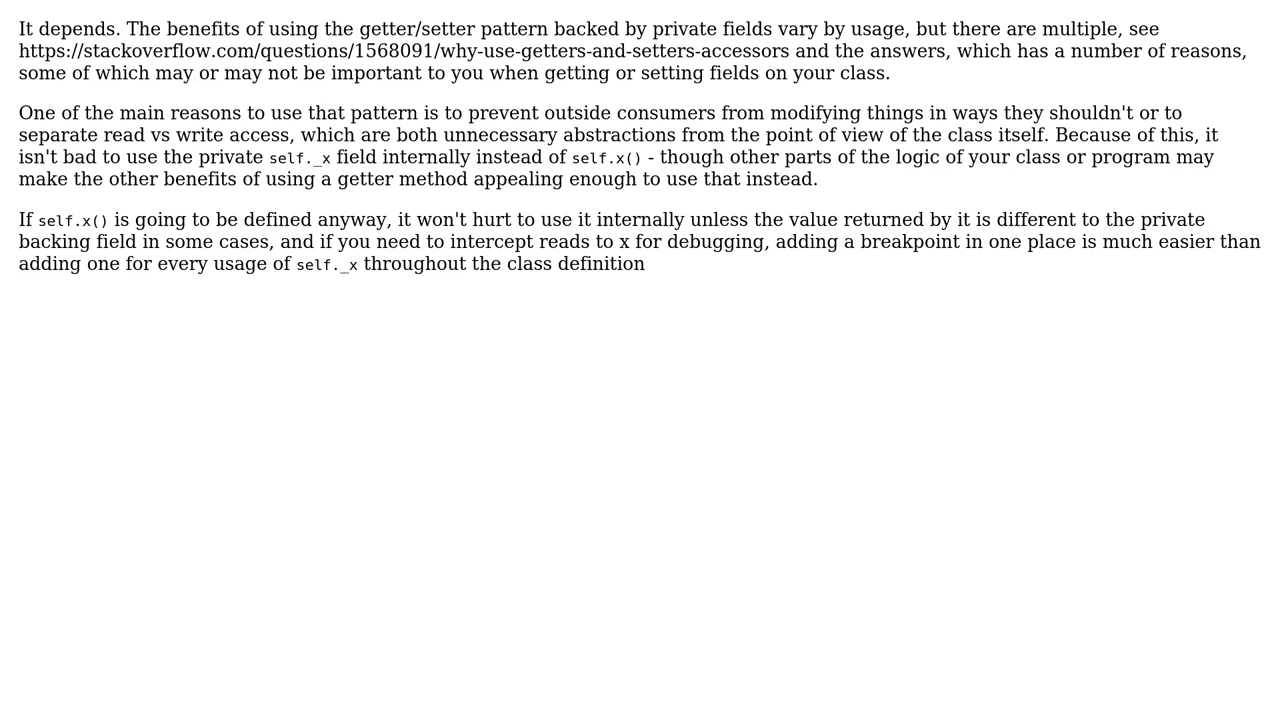 It depends. The benefits of using the getter/setter pattern backed by private fields vary by usage, but there are multiple, see
https://stackoverflow.com/questions/1568091/why-use-getters-and-setters-accessors and the answers, which has a number of reasons,
some of which may or may not be important to you when getting or setting fields on your class.
One of the main reasons to use that pattern is to prevent outside consumers from modifying things in ways they shouldn't or to
separate read vs write access, which are both unnecessary abstractions from the point of view of the class itself. Because of this, it
isn't bad to use the private self._x field internally instead of self.x() - though other parts of the logic of your class or program may
make the other benefits of using a getter method appealing enough to use that instead.
If self.x() is going to be defined anyway, it won't hurt to use it internally unless the value returned by it is different to the private
backing field in some cases, and if you need to intercept reads to x for debugging, adding a breakpoint in one place is much easier than
adding one for every usage of self._x throughout the class definition